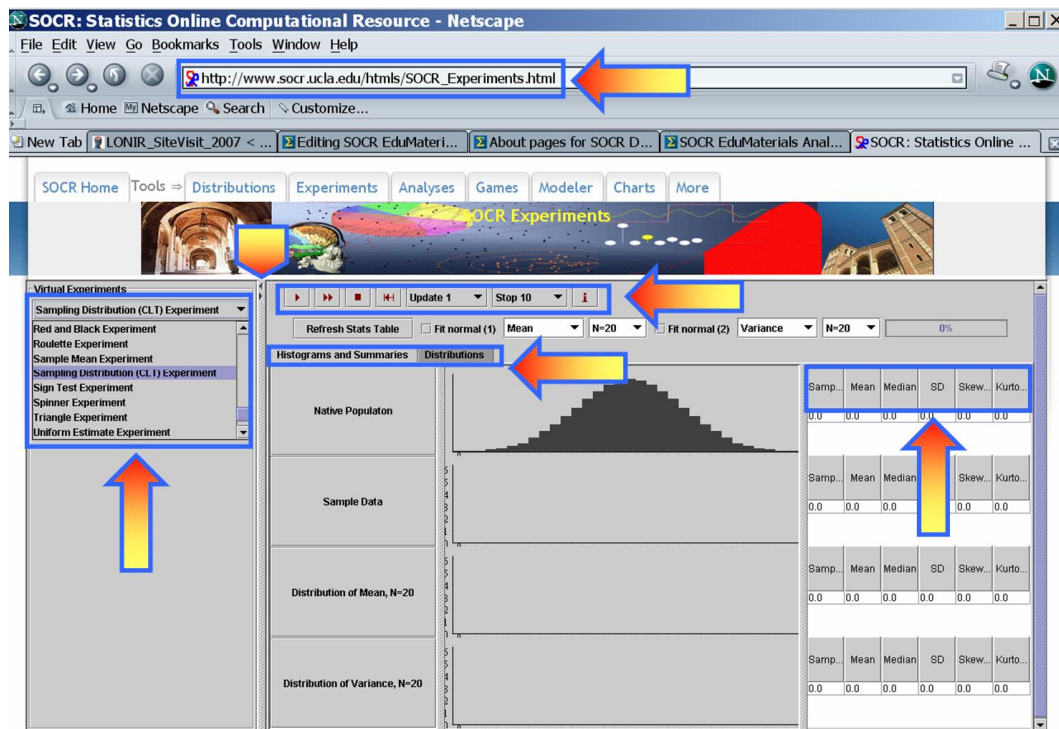 SOCR: Statistics Online Computational Resource - Netscape
File Edit View Go Bookmarks Tools Window Help
http://www.socr.ucla.edu/htmls/SOCR_Experiments.html
Home Netscape Search Customize...
New Tab LONIR_SiteVisit_2007 < ... Editing SOCR EduMateri... About pages for SOCR D... SOCR EduMaterials Anal... SOCR: Statistics Online ...
SOCR Home Tools ⇒ Distributions Experiments Analyses Games Modeler Charts More
SOCR Experiments
Virtual Experiments
Sampling Distribution (CLT) Experiment
Red and Black Experiment
Roulette Experiment
Sample Mean Experiment
Sampling Distribution (CLT) Experiment
Sign Test Experiment
Spinner Experiment
Triangle Experiment
Uniform Estimate Experiment
Update 1 Stop 10 i
Refresh Stats Table Fit normal (1) Mean N=20 Fit normal (2) Variance N=20 0%
Histograms and Summaries Distributions
Native Populaton
Samp... Mean Median SD Skew... Kurto...
0.0 0.0 0.0 0.0 0.0 0.0
Sample Data
Samp... Mean Median Skew... Kurto...
0.0 0.0 0.0 0.0 0.0
Distribution of Mean, N=20
Samp... Mean Median SD Skew... Kurto...
0.0 0.0 0.0 0.0 0.0 0.0
Distribution of Variance, N=20
Samp... Mean Median SD Skew... Kurto...
0.0 0.0 0.0 0.0 0.0 0.0